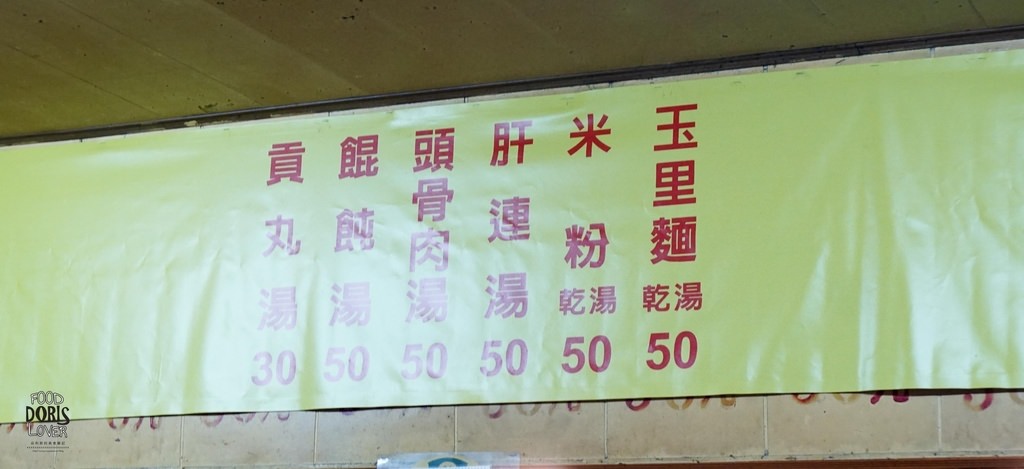 玉里麵 乾湯 50
米粉 乾湯 50
肝連湯 50
頭骨肉湯 50
餛飩湯 50
貢丸湯 30
FOOD
DORIS
LOVER